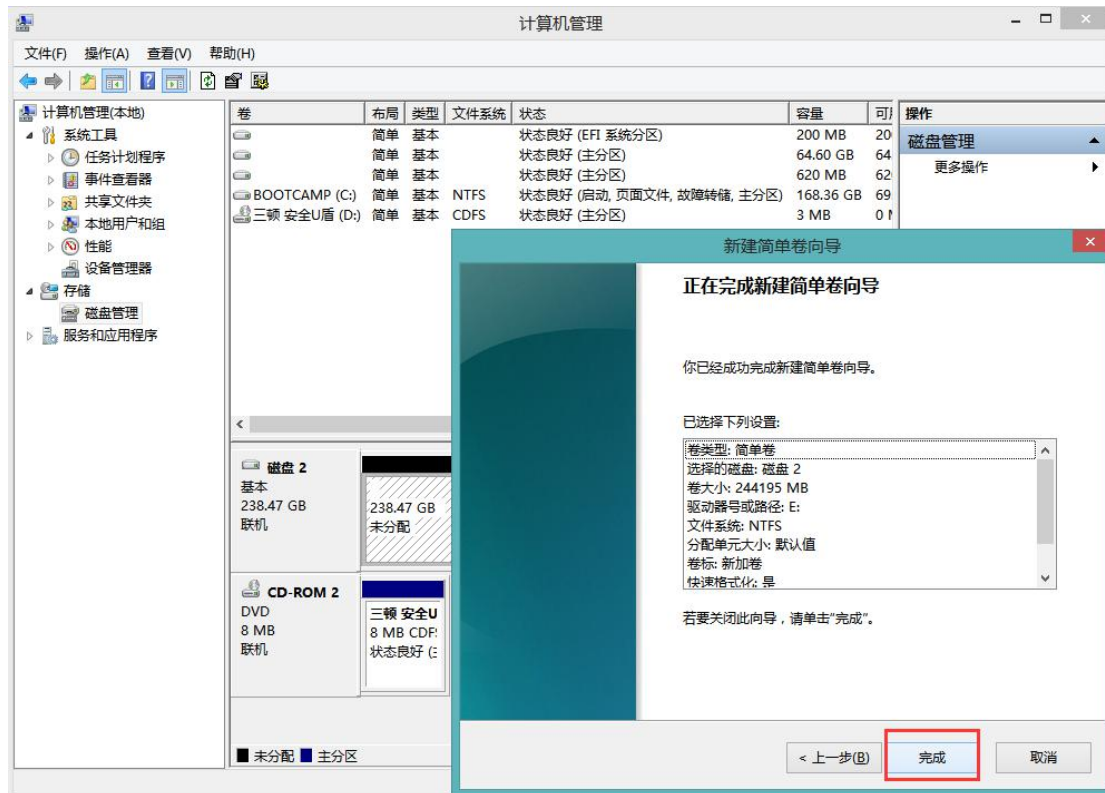 计算机管理
文件(F) 操作(A) 查看(V) 帮助(H)
计算机管理(本地)
系统工具
任务计划程序
事件查看器
共享文件夹
本地用户和组
性能
设备管理器
存储
磁盘管理
服务和应用程序
卷 布局 类型 文件系统 状态 容量
简单 基本 状态良好 (EFI 系统分区) 200 MB 20
简单 基本 状态良好 (主分区) 64.60 GB 64
简单 基本 状态良好 (主分区) 620 MB 62
BOOTCAMP (C:) 简单 基本 NTFS 状态良好 (启动, 页面文件, 故障转储, 主分区) 168.36 GB 69
三顿 安全U盾 (D:) 简单 基本 CDFS 状态良好 (主分区) 3 MB 0
操作
磁盘管理
更多操作
磁盘 2
基本
238.47 GB
联机
238.47 GB
未分配
CD-ROM 2
DVD
8 MB
联机
三顿 安全U
8 MB CDF
状态良好 (
未分配 主分区
新建简单卷向导
正在完成新建简单卷向导
你已经成功完成新建简单卷向导。
已选择下列设置:
卷类型: 简单卷
选择的磁盘: 磁盘 2
卷大小: 244195 MB
驱动器号或路径: E:
文件系统: NTFS
分配单元大小: 默认值
卷标: 新加卷
快速格式化: 是
若要关闭此向导，请单击"完成"。
< 上一步(B) 完成 取消